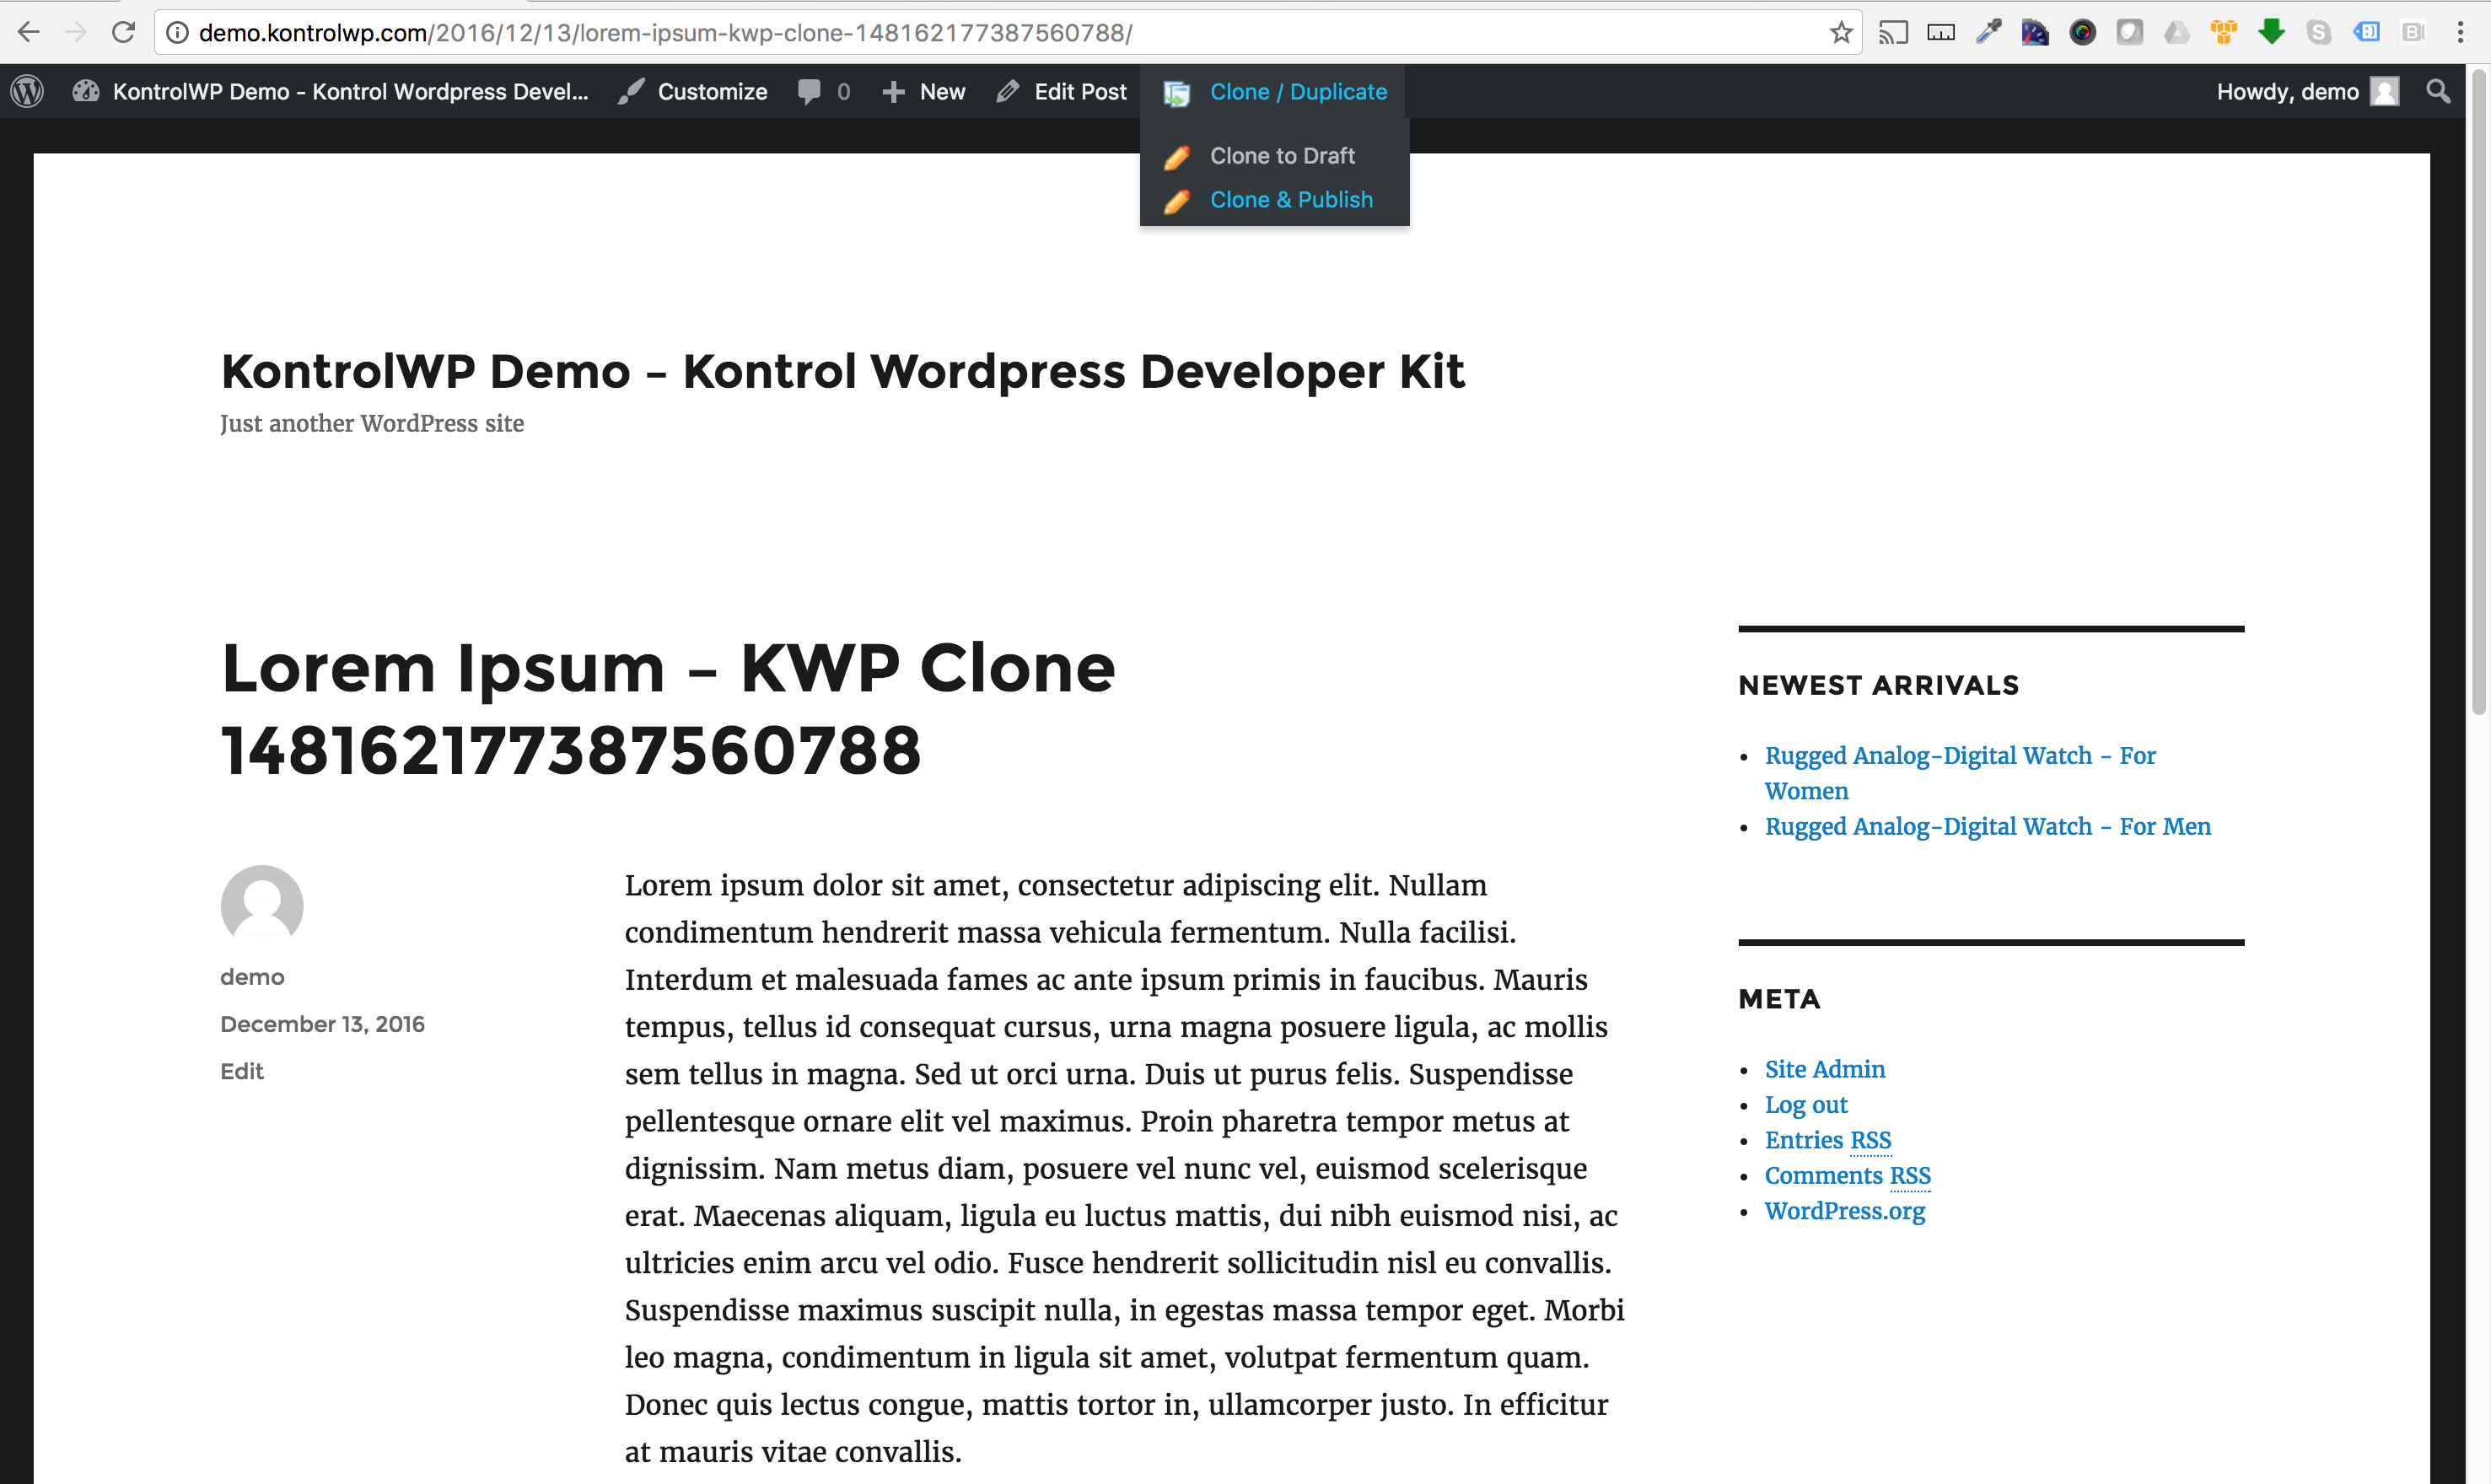 demo.kontrolwp.com/2016/12/13/lorem-ipsum-kwp-clone-148162177387560788/
KontrolWP Demo – Kontrol Wordpress Devel... Customize 0 New Edit Post Clone / Duplicate Howdy, demo
Clone to Draft
Clone & Publish
KontrolWP Demo – Kontrol Wordpress Developer Kit
Just another WordPress site
Lorem Ipsum – KWP Clone
148162177387560788
demo
December 13, 2016
Edit
Lorem ipsum dolor sit amet, consectetur adipiscing elit. Nullam
condimentum hendrerit massa vehicula fermentum. Nulla facilisi.
Interdum et malesuada fames ac ante ipsum primis in faucibus. Mauris
tempus, tellus id consequat cursus, urna magna posuere ligula, ac mollis
sem tellus in magna. Sed ut orci urna. Duis ut purus felis. Suspendisse
pellentesque ornare elit vel maximus. Proin pharetra tempor metus at
dignissim. Nam metus diam, posuere vel nunc vel, euismod scelerisque
erat. Maecenas aliquam, ligula eu luctus mattis, dui nibh euismod nisi, ac
ultricies enim arcu vel odio. Fusce hendrerit sollicitudin nisl eu convallis.
Suspendisse maximus suscipit nulla, in egestas massa tempor eget. Morbi
leo magna, condimentum in ligula sit amet, volutpat fermentum quam.
Donec quis lectus congue, mattis tortor in, ullamcorper justo. In efficitur
at mauris vitae convallis.
NEWEST ARRIVALS
Rugged Analog-Digital Watch – For
Women
Rugged Analog-Digital Watch – For Men
META
Site Admin
Log out
Entries RSS
Comments RSS
WordPress.org